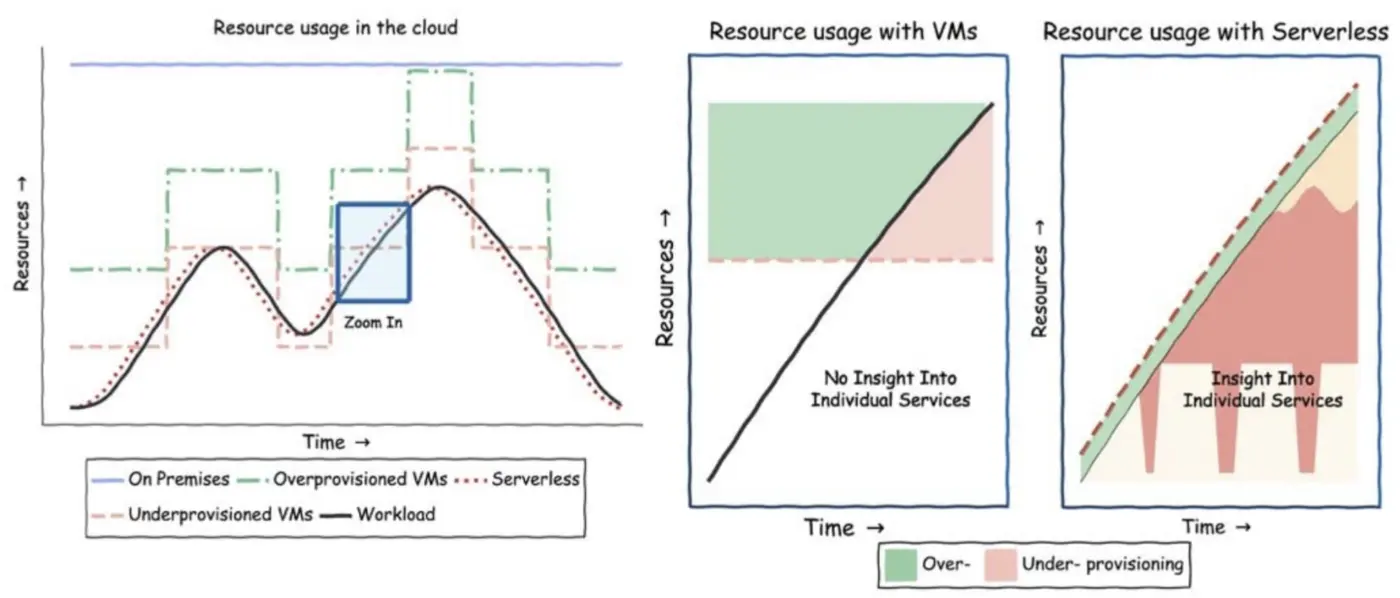 Resource usage in the cloud
Resources →
Zoom In
Time →
On Premises
Overprovisioned VMs
Serverless
Underprovisioned VMs
Workload
Resource usage with VMs
Resources →
No Insight Into
Individual Services
Time →
Resource usage with Serverless
Resources →
Insight Into
Individual Services
Time →
Over-
Under- provisioning